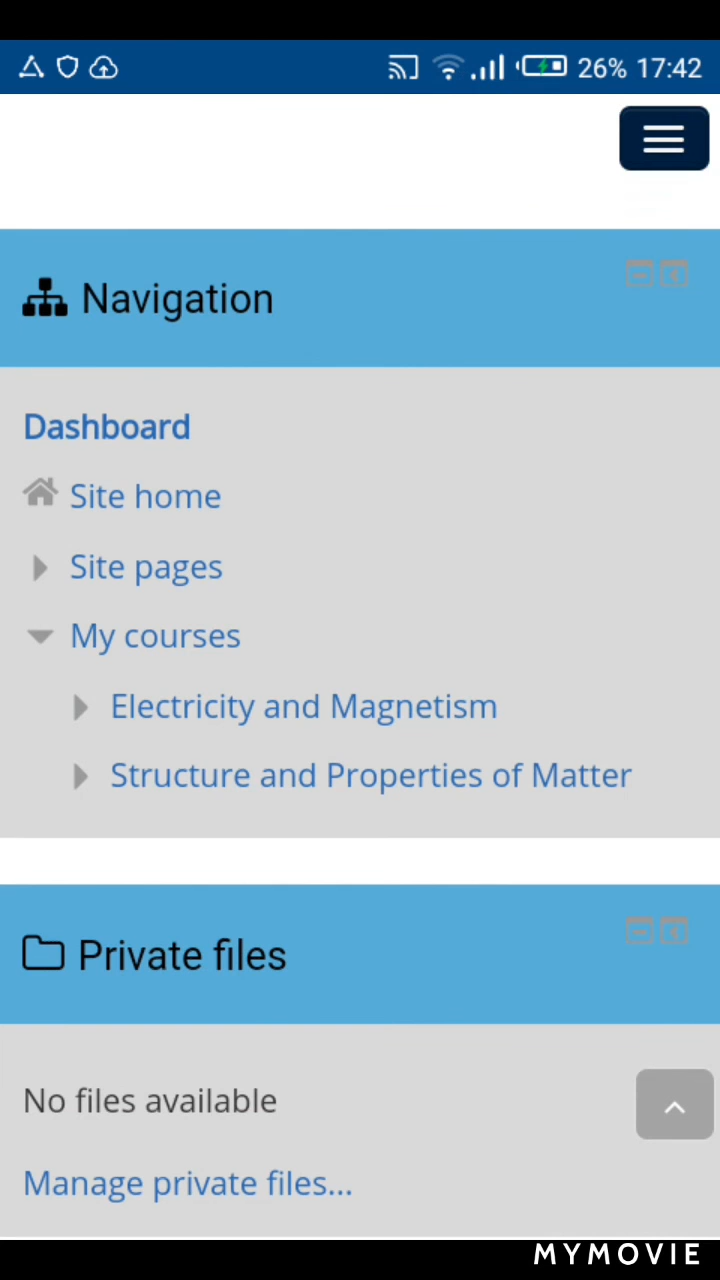 26% 17:42
Navigation
Dashboard
Site home
Site pages
My courses
Electricity and Magnetism
Structure and Properties of Matter
Private files
No files available
Manage private files...
MYMOVIE